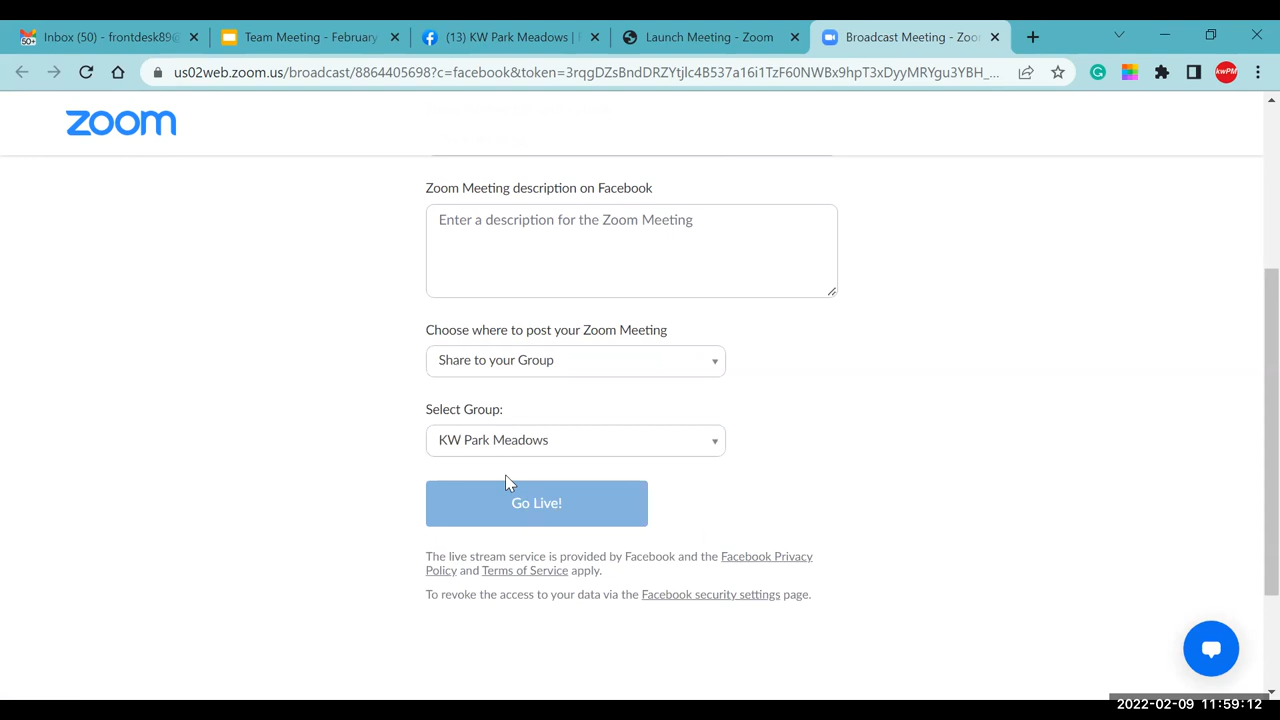 Inbox (50) - frontdesk89@
Team Meeting - February
(13) KW Park Meadows |
Launch Meeting - Zoom
Broadcast Meeting - Zoo
50+
us02web.zoom.us/broadcast/8864405695?c=facebook&token=3rqgDZsBndDRZYtjlc4B537a16i1TzF60NWBx9hpT3xDyyMRYgu3YBH_...
kwPM
zoom
Zoom Meeting description on Facebook
Enter a description for the Zoom Meeting
Choose where to post your Zoom Meeting
Share to your Group
Select Group:
KW Park Meadows
Go Live!
The live stream service is provided by Facebook and the Facebook Privacy
Policy and Terms of Service apply.
To revoke the access to your data via the Facebook security settings page.
2022-02-09 11:59:12